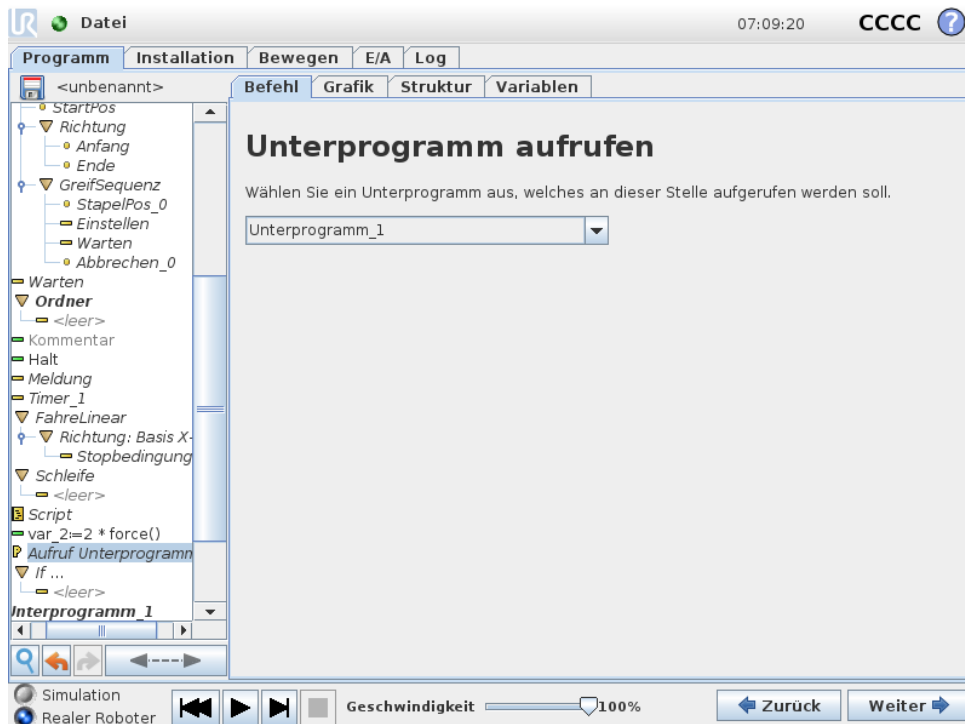 UR Datei 07:09:20 CCCC ?
Programm Installation Bewegen E/A Log
<unbenannt>
Befehl Grafik Struktur Variablen
StartPos
Richtung
Anfang
Ende
GreifSequenz
StapelPos_0
Einstellen
Warten
Abbrechen_0
Warten
Ordner
<leer>
Kommentar
Halt
Meldung
Timer_1
FahreLinear
Richtung: Basis X-
Stopbedingung
Schleife
<leer>
Script
var_2:=2 * force()
P Aufruf Unterprogramm
If ...
<leer>
Interprogramm_1
Unterprogramm aufrufen
Wählen Sie ein Unterprogramm aus, welches an dieser Stelle aufgerufen werden soll.
Unterprogramm_1
Simulation
Realer Roboter
Geschwindigkeit 100%
Zurück Weiter